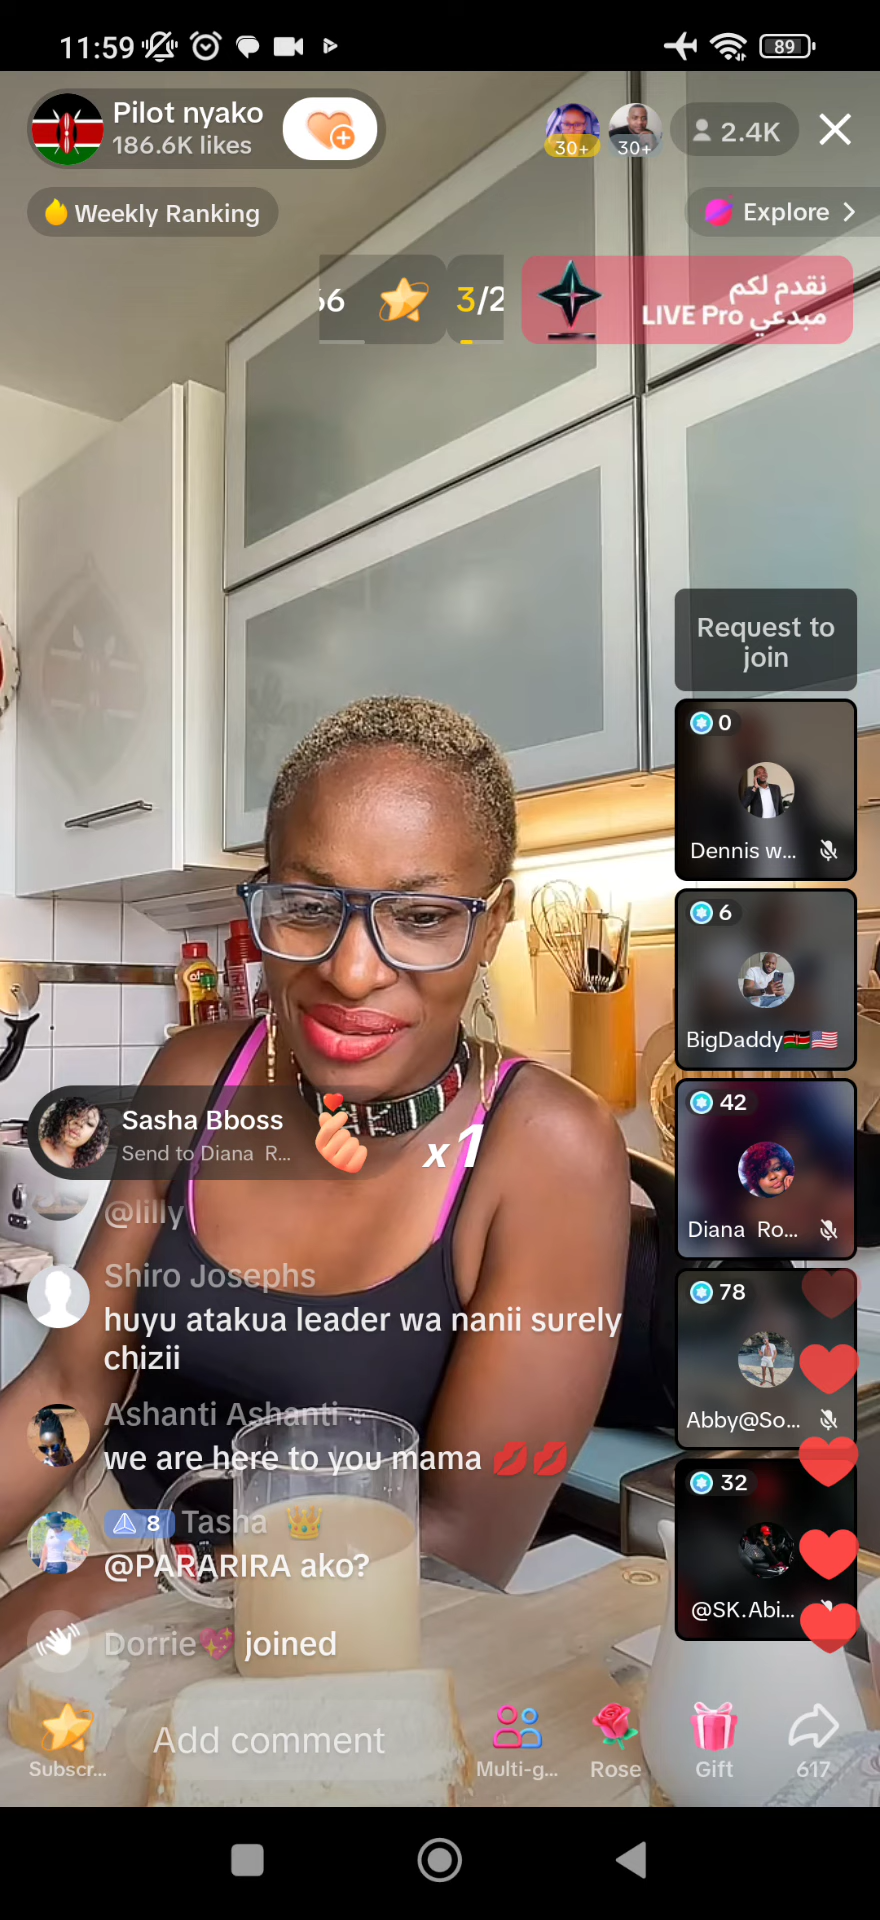 11:59
89
Pilot nyako
186.6K likes
30+
30+
2.4K
Weekly Ranking
Explore
3/2
نقدم لكم
مبدعي LIVE Pro
Request to
join
0
Dennis w...
6
BigDaddy🇰🇪🇺🇸
42
Diana Ro...
78
Abby@So...
32
@SK.Abi...
Sasha Bboss
Send to Diana R...
x1
@lilly
Shiro Josephs
huyu atakua leader wa nanii surely
chizii
Ashanti Ashanti
we are here to you mama 💋💋
8 Tasha 👑
@PARARIRA ako?
Dorrie💖 joined
Subscr...
Add comment
Multi-g...
Rose
Gift
617